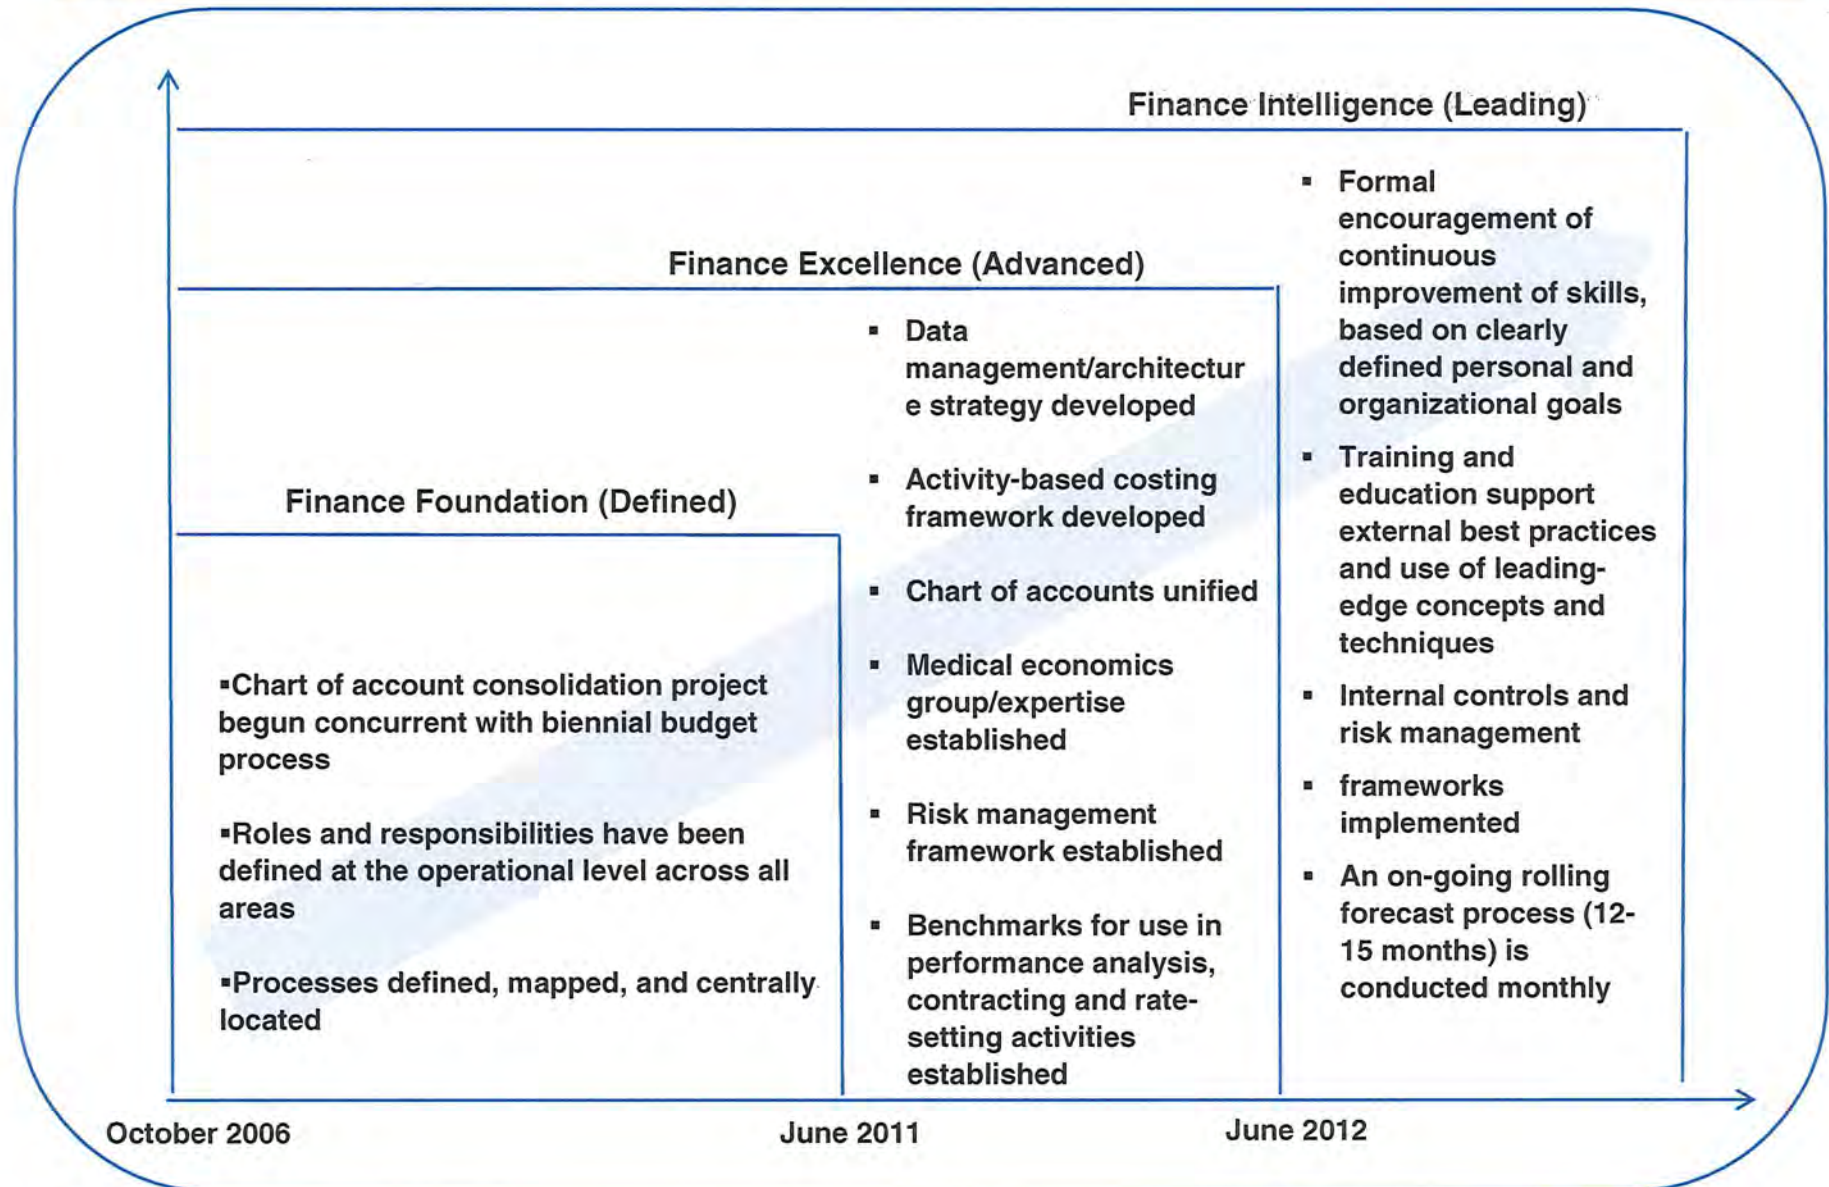 Finance Intelligence (Leading)
▪ Formal
encouragement of
continuous
improvement of skills,
based on clearly
defined personal and
organizational goals
▪ Training and
education support
external best practices
and use of leading-
edge concepts and
techniques
▪ Internal controls and
risk management
▪ frameworks
implemented
▪ An on-going rolling
forecast process (12-
15 months) is
conducted monthly
Finance Excellence (Advanced)
▪ Data
management/architectur
e strategy developed
▪ Activity-based costing
framework developed
▪ Chart of accounts unified
▪ Medical economics
group/expertise
established
▪ Risk management
framework established
▪ Benchmarks for use in
performance analysis,
contracting and rate-
setting activities
established
Finance Foundation (Defined)
▪Chart of account consolidation project
begun concurrent with biennial budget
process
▪Roles and responsibilities have been
defined at the operational level across all
areas
▪Processes defined, mapped, and centrally
located
October 2006
June 2011
June 2012